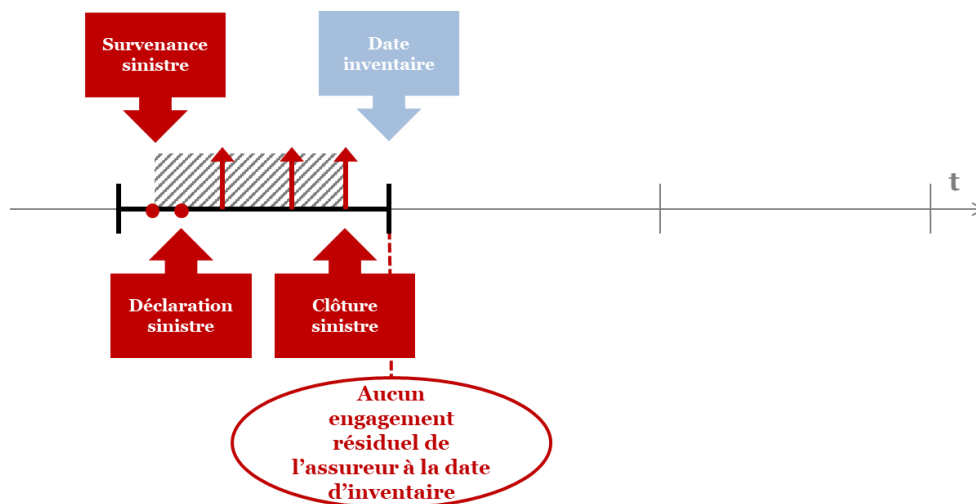 Survenance
sinistre
Date
inventaire
t
Déclaration
sinistre
Clôture
sinistre
Aucun
engagement
résiduel de
l’assureur à la date
d’inventaire